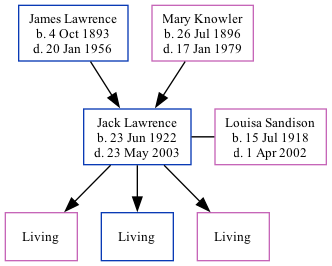 James Lawrence
b. 4 Oct 1893
d. 20 Jan 1956
Mary Knowler
b. 26 Jul 1896
d. 17 Jan 1979
Jack Lawrence
b. 23 Jun 1922
d. 23 May 2003
Louisa Sandison
b. 15 Jul 1918
d. 1 Apr 2002
Living
Living
Living